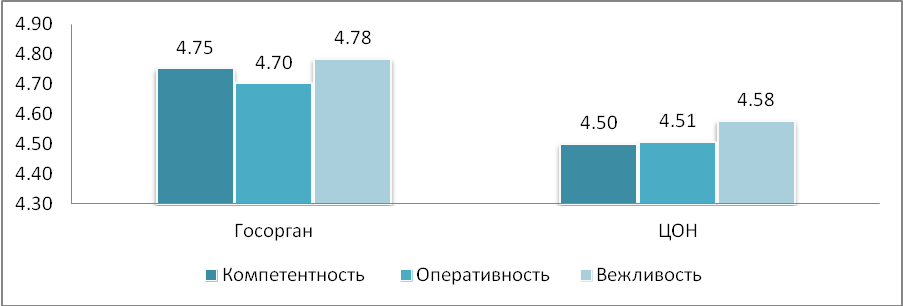 4.90
4.80
4.70
4.60
4.50
4.40
4.30
4.75
4.70
4.78
4.50
4.51
4.58
Госорган
ЦОН
Компетентность
Оперативность
Вежливость